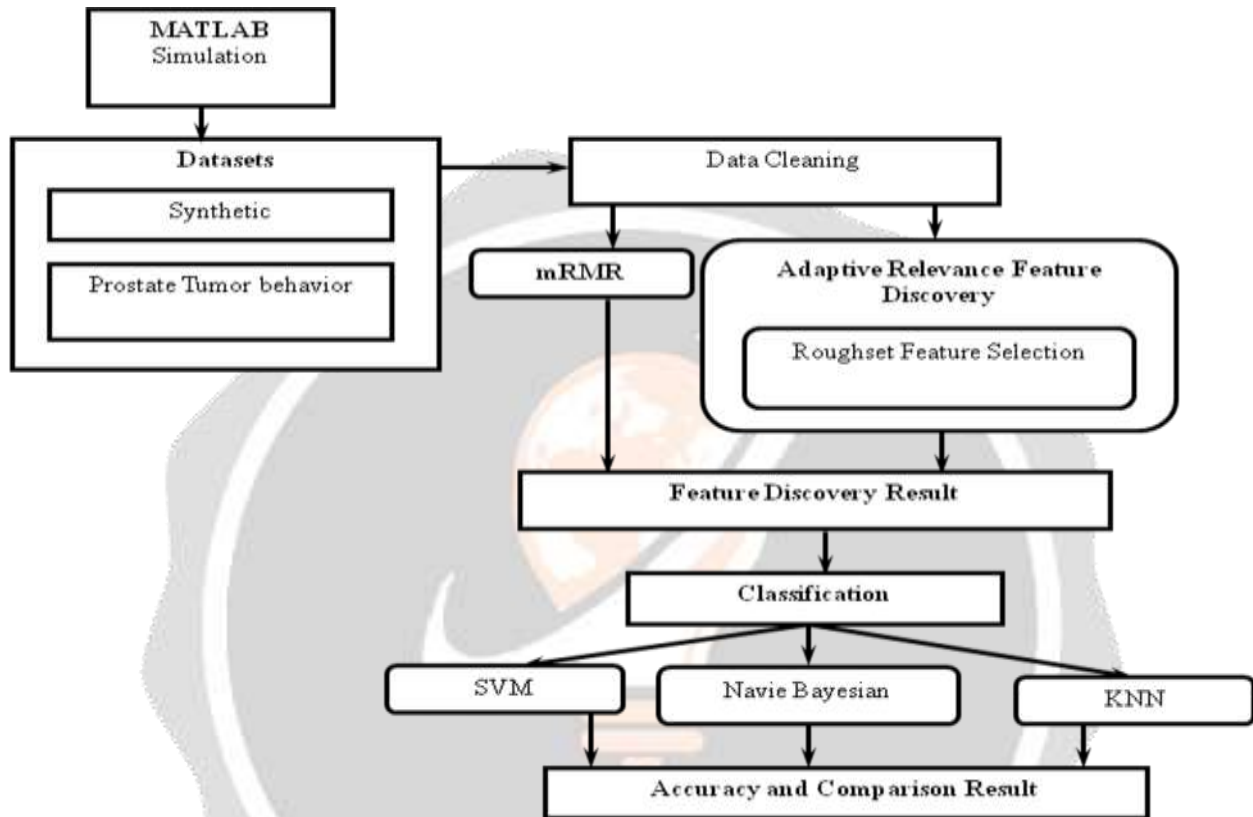 MATLAB
Simulation
Datasets
Synthetic
Prostate Tumor behavior
Data Cleaning
mRMR
Adaptive Relevance Feature
Discovery
Roughset Feature Selection
Feature Discovery Result
Classification
SVM
Navie Bayesian
KNN
Accuracy and Comparison Result